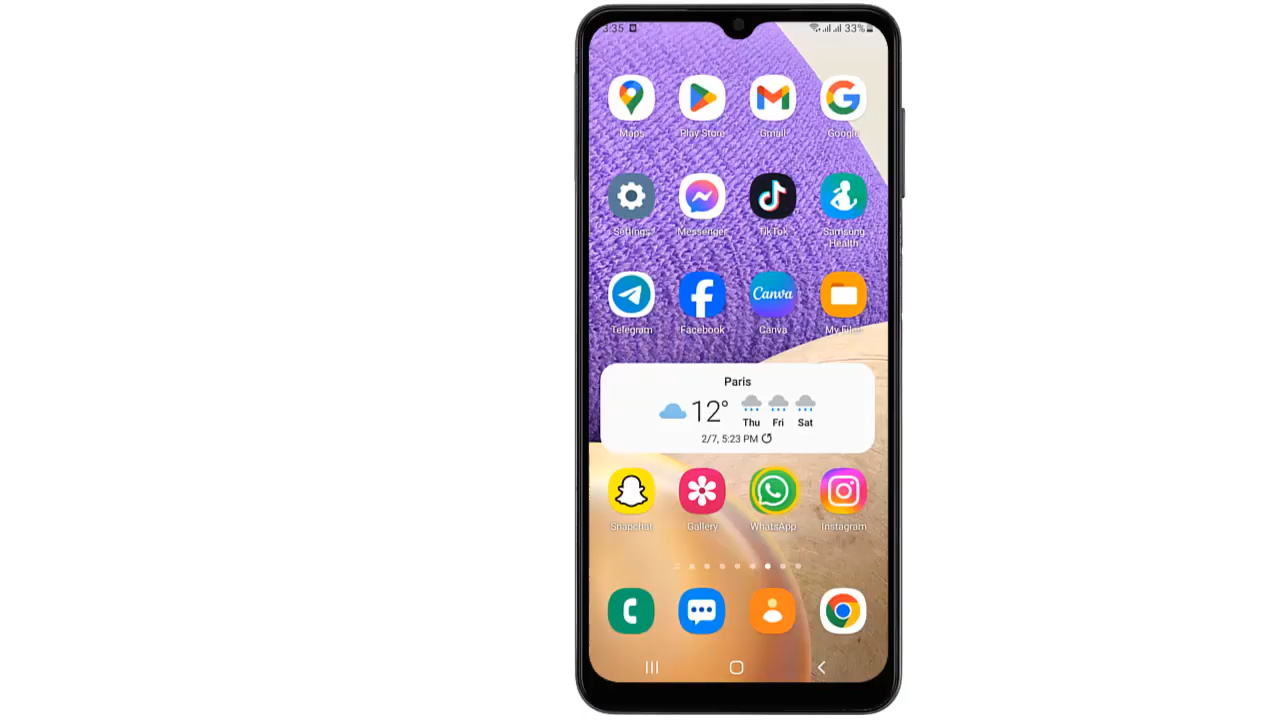 3:35 33%
Maps Play Store Gmail Google
Settings Messenger TikTok Samsung
Health
Canva
Telegram Facebook Canva My Files
Paris
12°
Thu Fri Sat
2/7, 5:23 PM
Snapchat Gallery WhatsApp Instagram